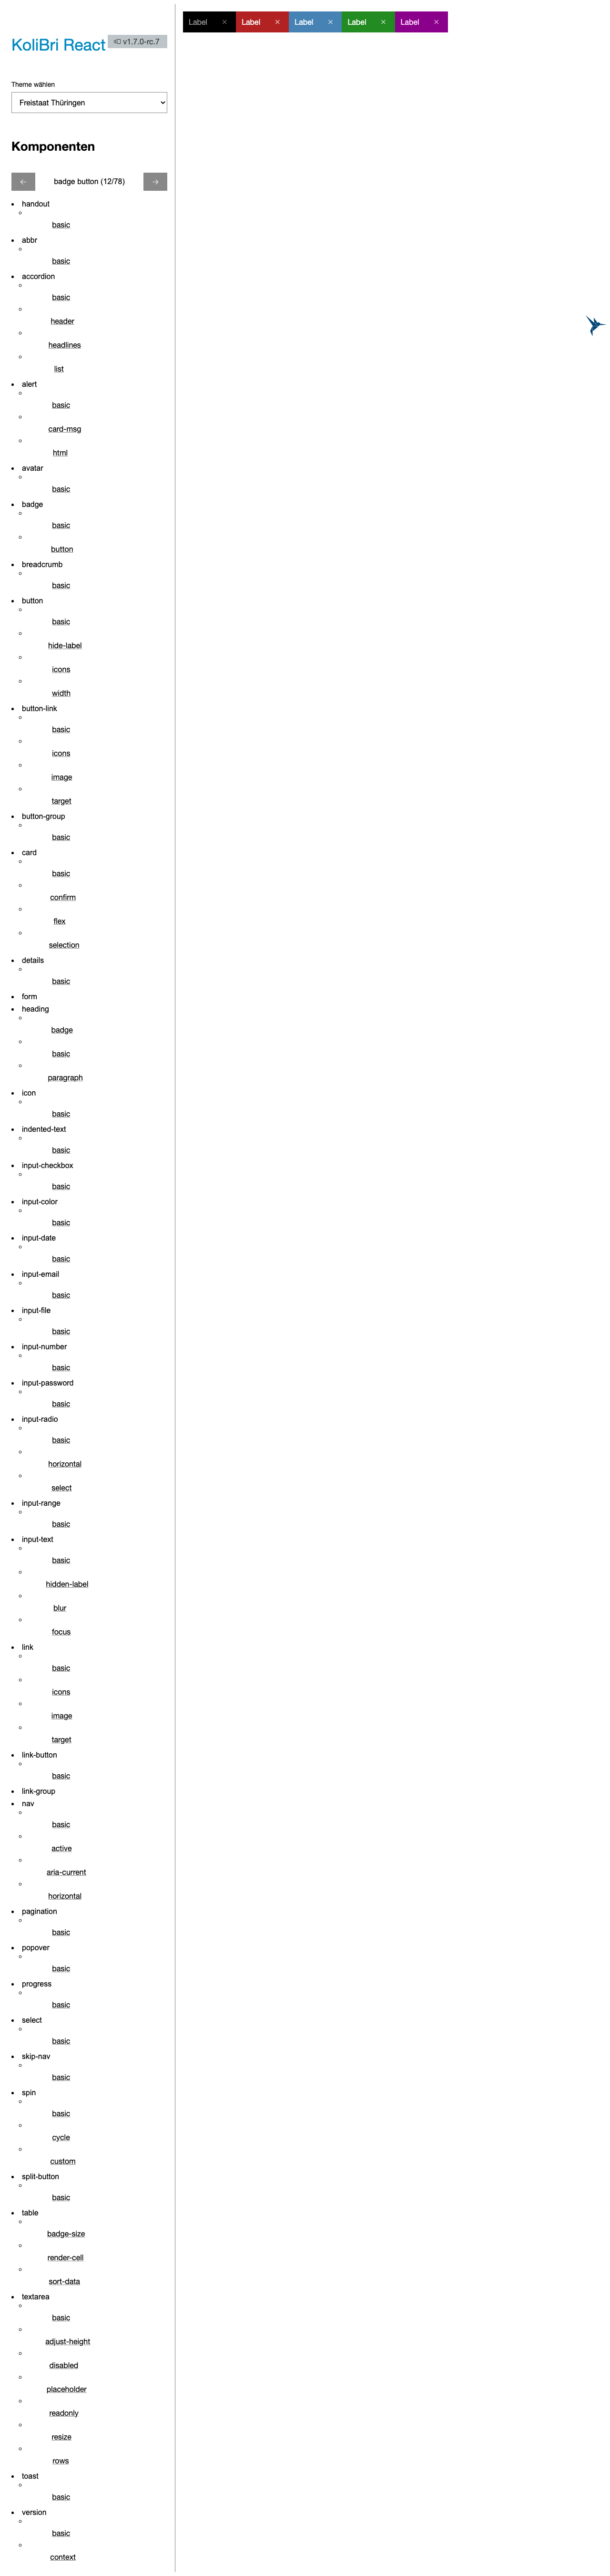 KoliBri React v1.7.0-rc.7
Theme wählen
Freistaat Thüringen
Komponenten
← badge button (12/78) →
handout
basic
abbr
basic
accordion
basic
header
headlines
list
alert
basic
card-msg
html
avatar
basic
badge
basic
button
breadcrumb
basic
button
basic
hide-label
icons
width
button-link
basic
icons
image
target
button-group
basic
card
basic
confirm
flex
selection
details
basic
form
heading
badge
basic
paragraph
icon
basic
indented-text
basic
input-checkbox
basic
input-color
basic
input-date
basic
input-email
basic
input-file
basic
input-number
basic
input-password
basic
input-radio
basic
horizontal
select
input-range
basic
input-text
basic
hidden-label
blur
focus
link
basic
icons
image
target
link-button
basic
link-group
nav
basic
active
aria-current
horizontal
pagination
basic
popover
basic
progress
basic
select
basic
skip-nav
basic
spin
basic
cycle
custom
split-button
basic
table
badge-size
render-cell
sort-data
textarea
basic
adjust-height
disabled
placeholder
readonly
resize
rows
toast
basic
version
basic
context
Label Label Label Label Label